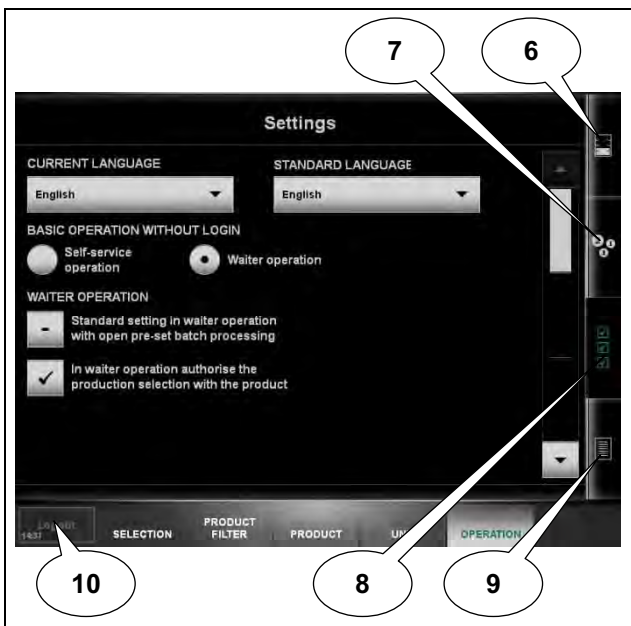 7
6
Settings
CURRENT LANGUAGE
STANDARD LANGUAGE
English
English
BASIC OPERATION WITHOUT LOGIN
Self-service
operation
Waiter operation
WAITER OPERATION
Standard setting in waiter operation
with open pre-set batch processing
In waiter operation authorise the
production selection with the product
SELECTION
PRODUCT
FILTER
PRODUCT
OPERATION
10
8
9